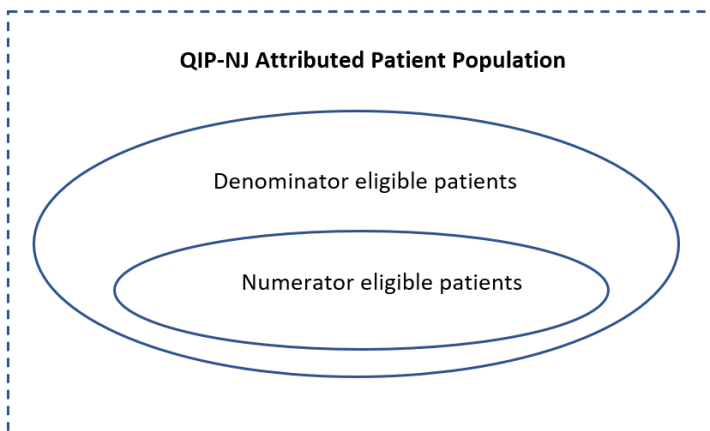 QIP-NJ Attributed Patient Population
Denominator eligible patients
Numerator eligible patients